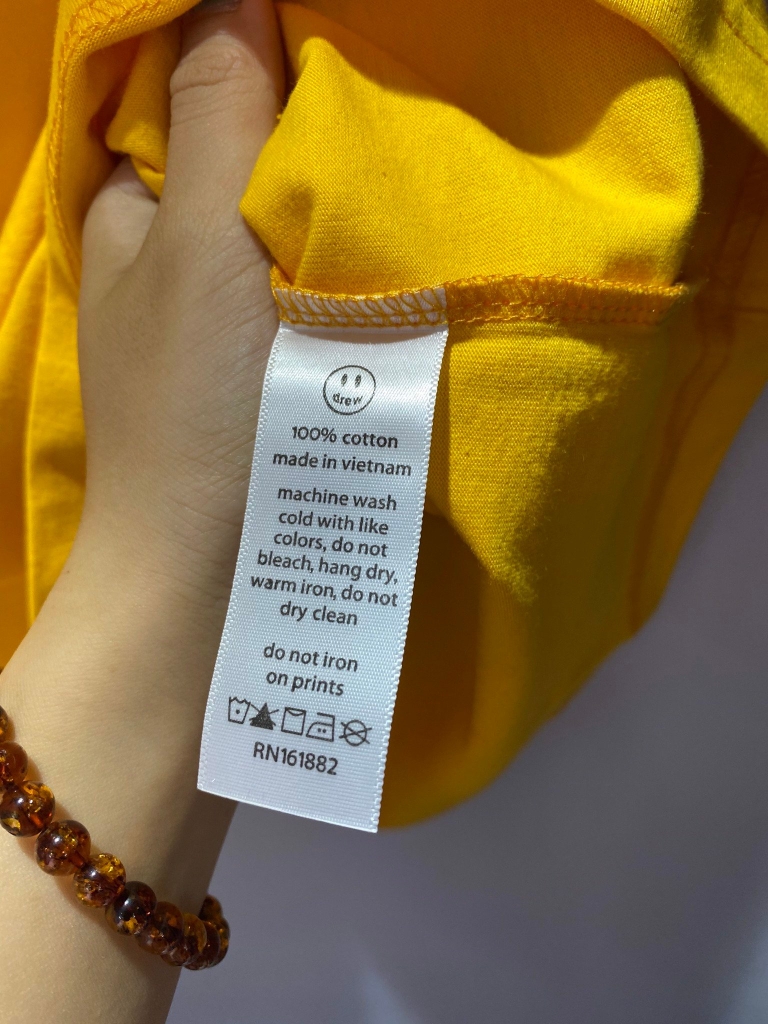 drew
100% cotton
made in vietnam
machine wash
cold with like
colors, do not
bleach, hang dry,
warm iron, do not
dry clean
do not iron
on prints
RN161882